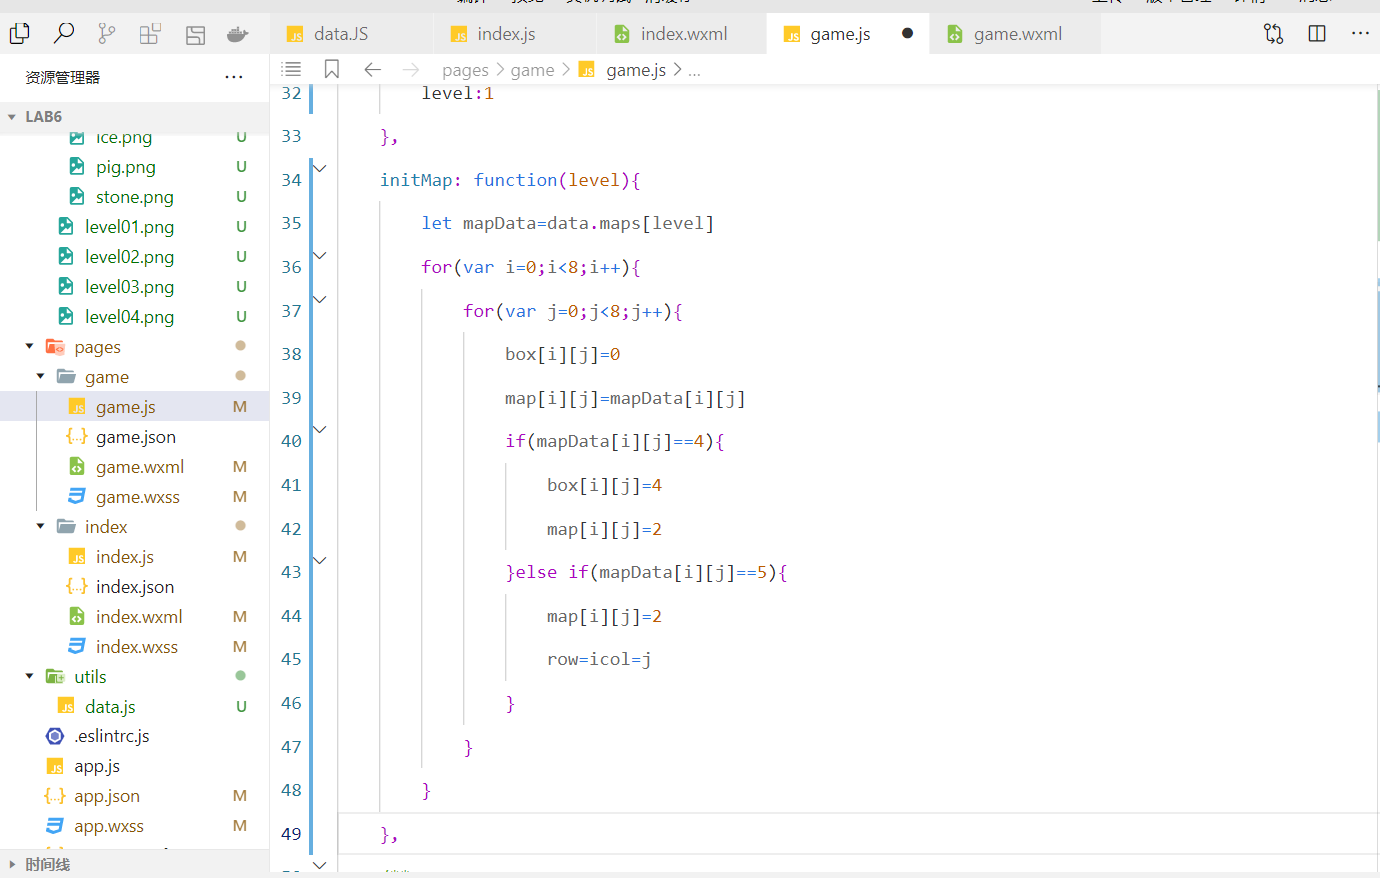 data.JS
index.js
index.wxml
game.js
game.wxml
资源管理器
pages > game > game.js > ...
LAB6
ice.png U
pig.png U
stone.png U
level01.png U
level02.png U
level03.png U
level04.png U
pages
game
game.js M
game.json
game.wxml M
game.wxss M
index
index.js M
index.json
index.wxml M
index.wxss M
utils
data.js U
.eslintrc.js
app.js
app.json M
app.wxss M
时间线
32 level:1
33 },
34 initMap: function(level){
35 let mapData=data.maps[level]
36 for(var i=0;i<8;i++){
37 for(var j=0;j<8;j++){
38 box[i][j]=0
39 map[i][j]=mapData[i][j]
40 if(mapData[i][j]==4){
41 box[i][j]=4
42 map[i][j]=2
43 }else if(mapData[i][j]==5){
44 map[i][j]=2
45 row=icol=j
46 }
47 }
48 }
49 },